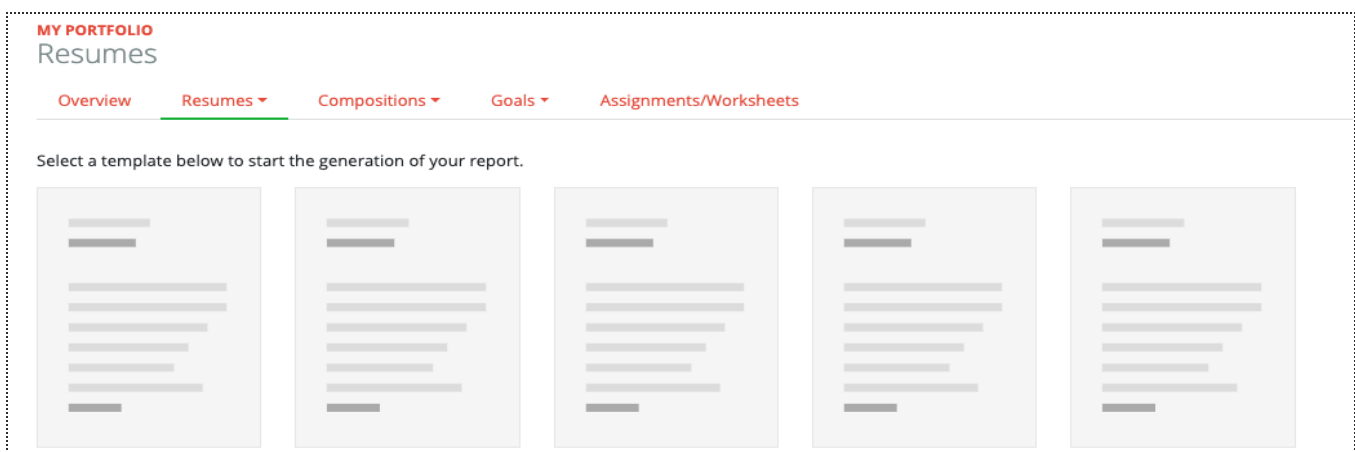 MY PORTFOLIO
Resumes
Overview Resumes Compositions Goals Assignments/Worksheets
Select a template below to start the generation of your report.